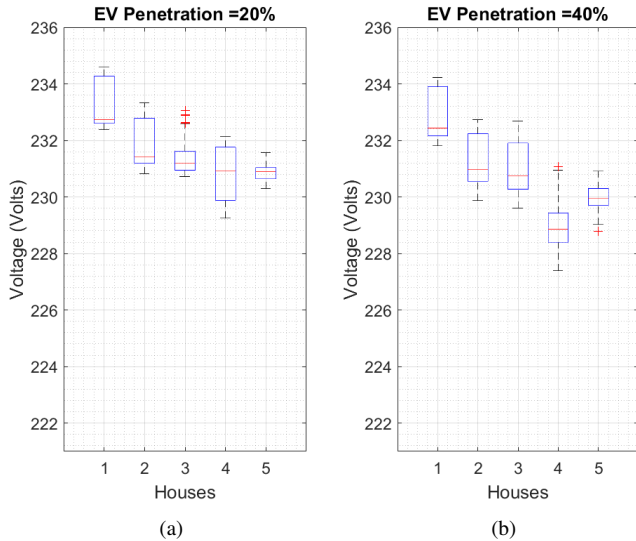 EV Penetration =20%
236
234
232
230
228
226
224
222
Voltage (Volts)
1 2 3 4 5
Houses
(a)
EV Penetration =40%
236
234
232
230
228
226
224
222
Voltage (Volts)
1 2 3 4 5
Houses
(b)